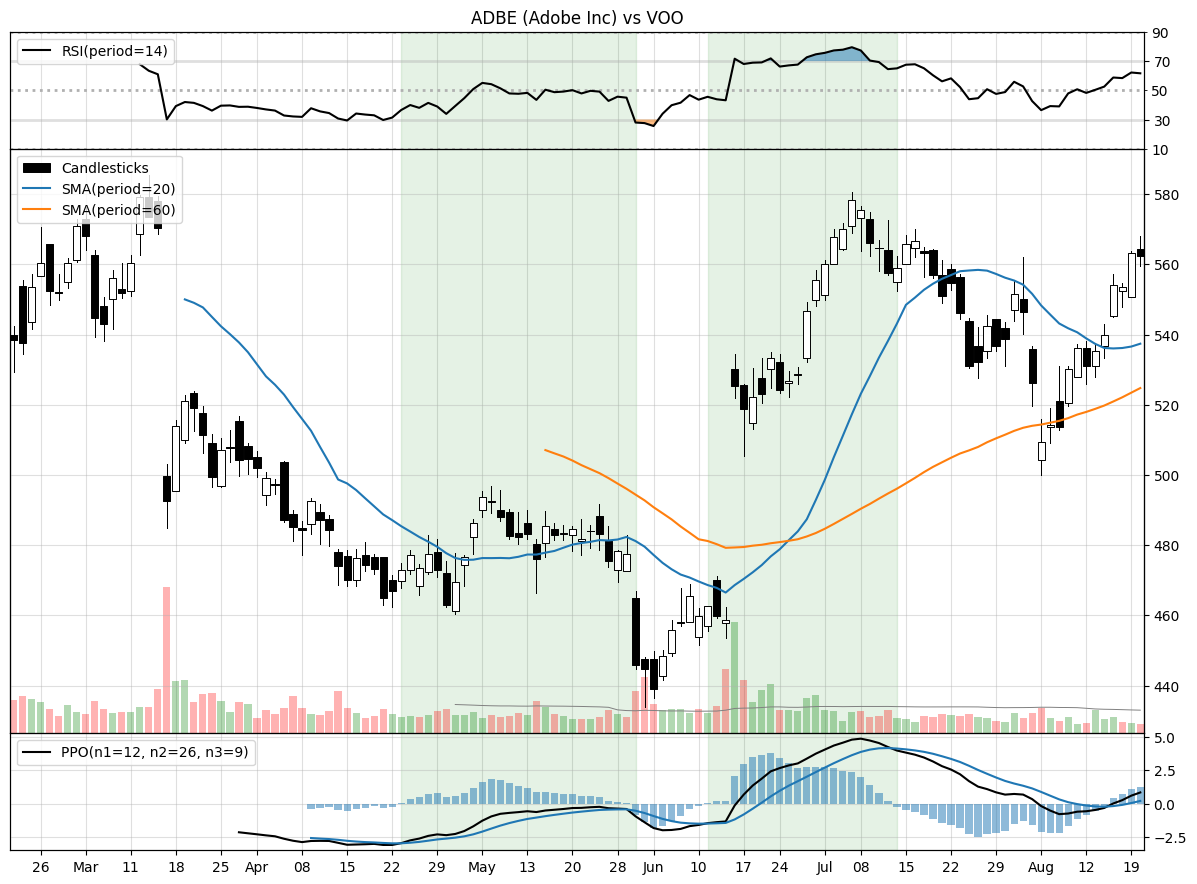 ADBE (Adobe Inc) vs VOO
RSI(period=14)
90
70
50
30
10
Candlesticks
SMA(period=20)
SMA(period=60)
580
560
540
520
500
480
460
440
PPO(n1=12, n2=26, n3=9)
5.0
2.5
0.0
−2.5
26 Mar 11 18 25 Apr 08 15 22 29 May 13 20 28 Jun 10 17 24 Jul 08 15 22 29 Aug 12 19